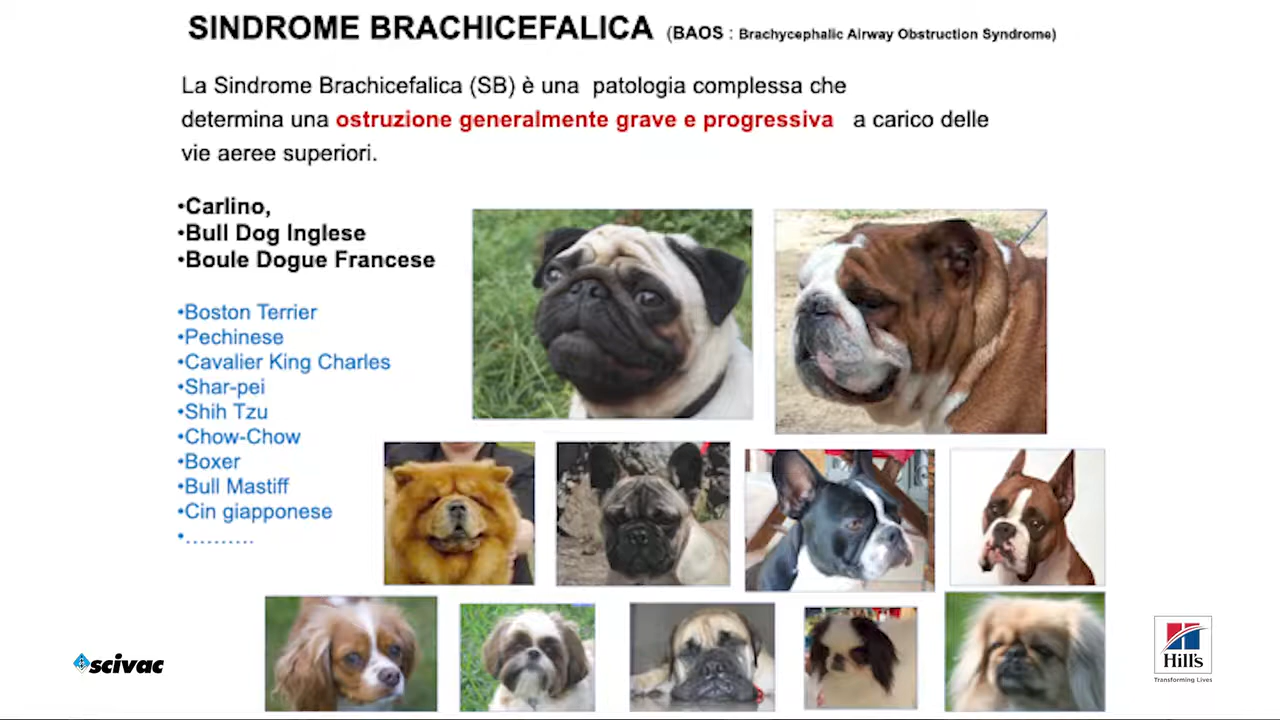 SINDROME BRACHICEFALICA (BAOS : Brachycephalic Airway Obstruction Syndrome)
La Sindrome Brachicefalica (SB) è una patologia complessa che
determina una ostruzione generalmente grave e progressiva a carico delle
vie aeree superiori.
•Carlino,
•Bull Dog Inglese
•Boule Dogue Francese
•Boston Terrier
•Pechinese
•Cavalier King Charles
•Shar-pei
•Shih Tzu
•Chow-Chow
•Boxer
•Bull Mastiff
•Cin giapponese
•..........
scivac
Hill's
Transforming Lives